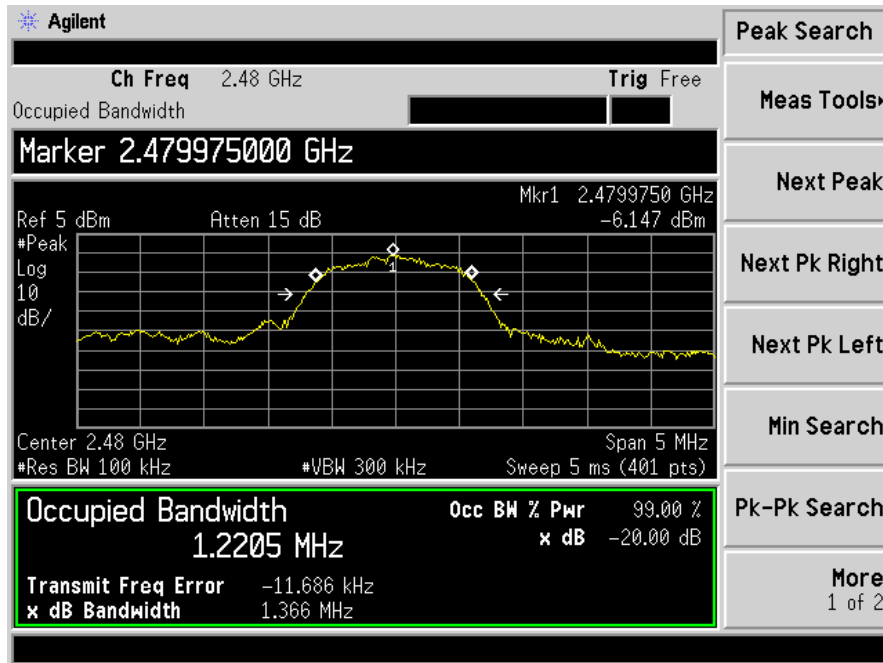 Agilent
Peak Search
Ch Freq 2.48 GHz Trig Free
Occupied Bandwidth
Meas Tools
Marker 2.479975000 GHz
Next Peak
Mkr1 2.4799750 GHz
Ref 5 dBm Atten 15 dB −6.147 dBm
#Peak
Log
10
dB/
1
Next Pk Right
Next Pk Left
Center 2.48 GHz Span 5 MHz
#Res BW 100 kHz #VBW 300 kHz Sweep 5 ms (401 pts)
Min Search
Occupied Bandwidth
1.2205 MHz
Occ BW % Pwr 99.00 %
x dB −20.00 dB
Pk-Pk Search
Transmit Freq Error −11.686 kHz
x dB Bandwidth 1.366 MHz
More
1 of 2